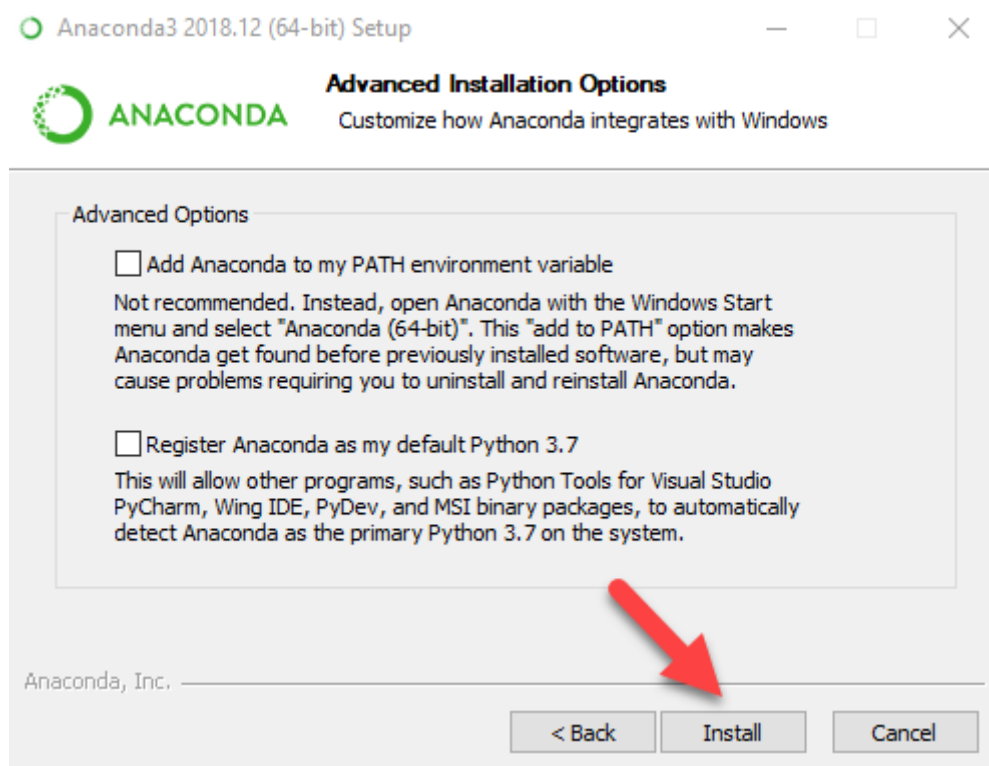 Anaconda3 2018.12 (64-bit) Setup
ANACONDA
Advanced Installation Options
Customize how Anaconda integrates with Windows
Advanced Options
Add Anaconda to my PATH environment variable
Not recommended. Instead, open Anaconda with the Windows Start
menu and select "Anaconda (64-bit)". This "add to PATH" option makes
Anaconda get found before previously installed software, but may
cause problems requiring you to uninstall and reinstall Anaconda.
Register Anaconda as my default Python 3.7
This will allow other programs, such as Python Tools for Visual Studio
PyCharm, Wing IDE, PyDev, and MSI binary packages, to automatically
detect Anaconda as the primary Python 3.7 on the system.
Anaconda, Inc.
< Back
Install
Cancel